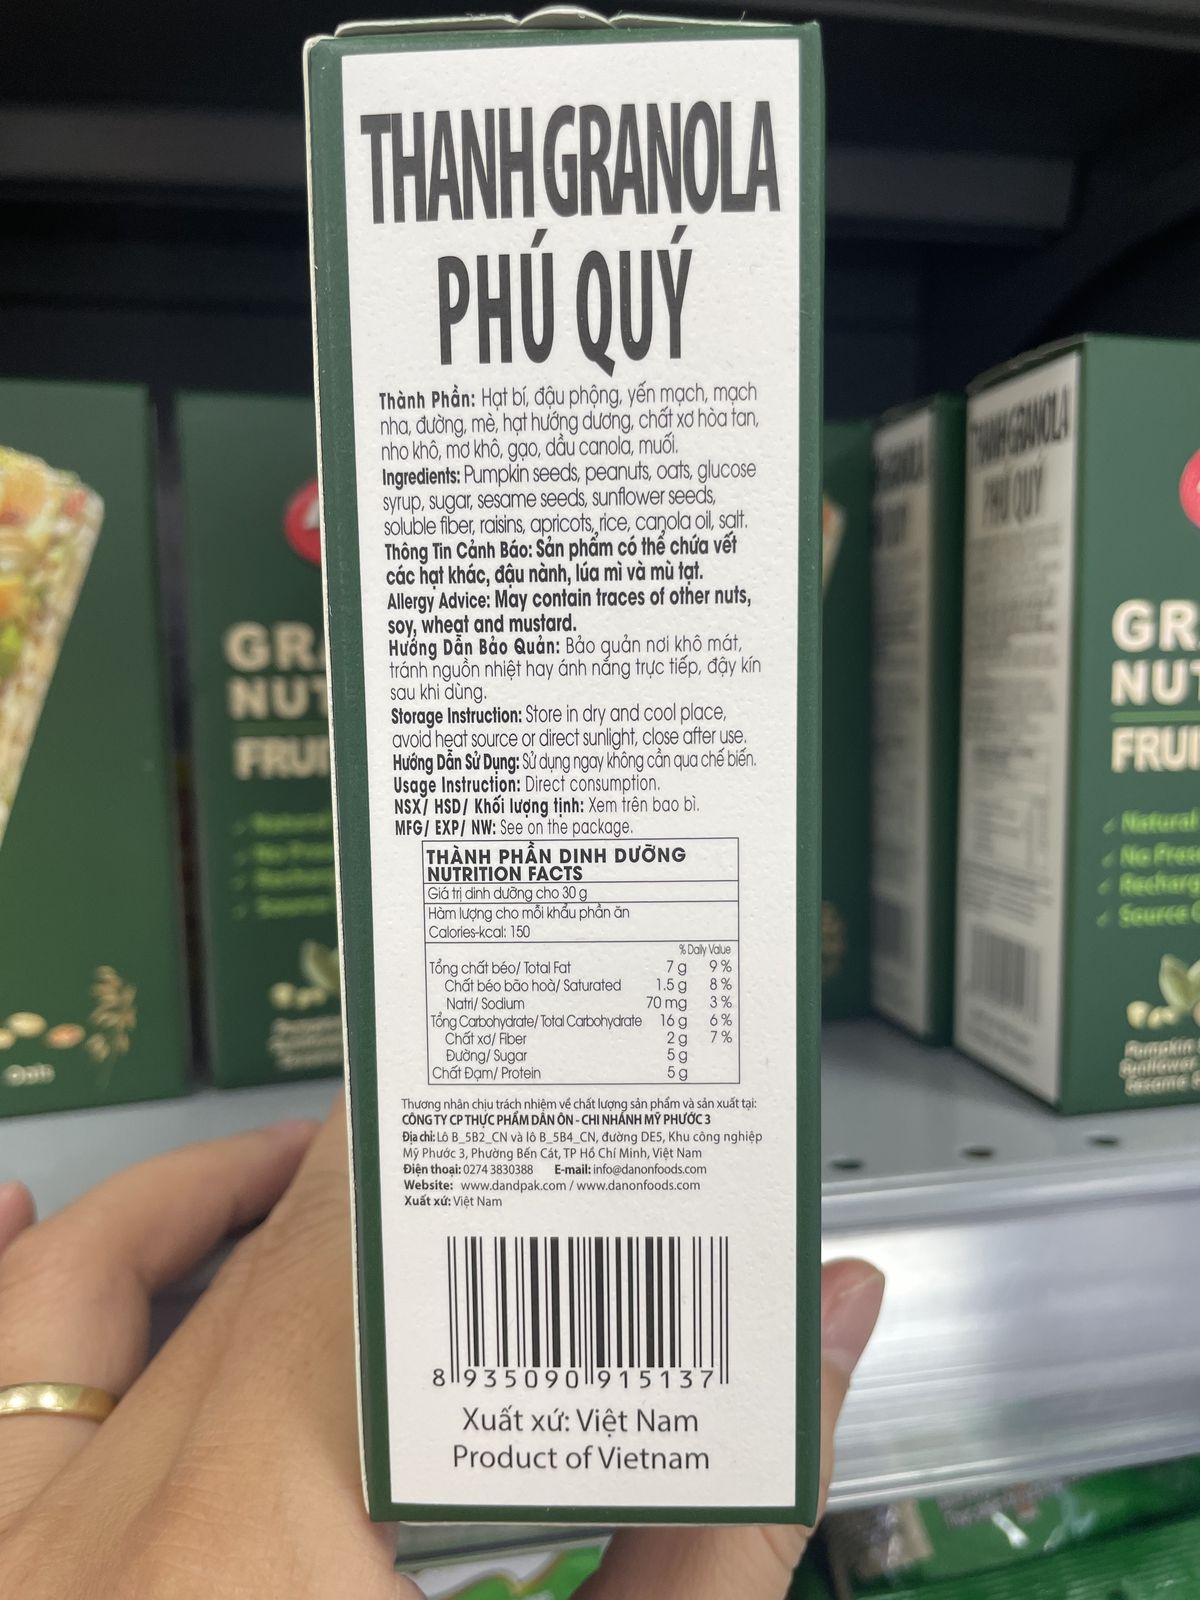 THANH GRANOLA
PHÚ QUÝ
Thành Phần: Hạt bí, đậu phộng, yến mạch, mạch
nha, đường, mè, hạt hướng dương, chất xơ hòa tan,
nho khô, mơ khô, gạo, dầu canola, muối.
Ingredients: Pumpkin seeds, peanuts, oats, glucose
syrup, sugar, sesame seeds, sunflower seeds,
soluble fiber, raisins, apricots, rice, canola oil, salt.
Thông Tin Cảnh Báo: Sản phẩm có thể chứa vết
các hạt khác, đậu nành, lúa mì và mù tạt.
Allergy Advice: May contain traces of other nuts,
soy, wheat and mustard.
Hướng Dẫn Bảo Quản: Bảo quản nơi khô mát,
tránh nguồn nhiệt hay ánh nắng trực tiếp, đậy kín
sau khi dùng.
Storage Instruction: Store in dry and cool place,
avoid heat source or direct sunlight, close after use.
Hướng Dẫn Sử Dụng: Sử dụng ngay không cần qua chế biến.
Usage Instruction: Direct consumption.
NSX/ HSD/ Khối lượng tịnh: Xem trên bao bì.
MFG/ EXP/ NW: See on the package.
THÀNH PHẦN DINH DƯỠNG
NUTRITION FACTS
Giá trị dinh dưỡng cho 30 g
Hàm lượng cho mỗi khẩu phần ăn
Calories-kcal: 150
% Daily Value
Tổng chất béo/ Total Fat 7 g 9 %
Chất béo bão hoà/ Saturated 1.5 g 8 %
Natri/ Sodium 70 mg 3 %
Tổng Carbohydrate/ Total Carbohydrate 16 g 6 %
Chất xơ/ Fiber 2 g 7 %
Đường/ Sugar 5 g
Chất Đạm/ Protein 5 g
Thương nhân chịu trách nhiệm về chất lượng sản phẩm và sản xuất tại:
CÔNG TY CP THỰC PHẨM DÂN ÔN - CHI NHÁNH MỸ PHƯỚC 3
Địa chỉ: Lô B_5B2_CN và lô B_5B4_CN, đường DE5, Khu công nghiệp
Mỹ Phước 3, Phường Bến Cát, TP Hồ Chí Minh, Việt Nam
Điện thoại: 0274 3830388 E-mail: info@danonfoods.com
Website: www.dandpak.com / www.danonfoods.com
Xuất xứ: Việt Nam
8 935090 915137
Xuất xứ: Việt Nam
Product of Vietnam
GR
NUT
FRUI
Oats
THANH GRANOLA
PHÚ QUÝ
GR
NUT
FRUI
Natural
No Pres
Recharg
Source
Pumpkin
Sunflower
Sesame